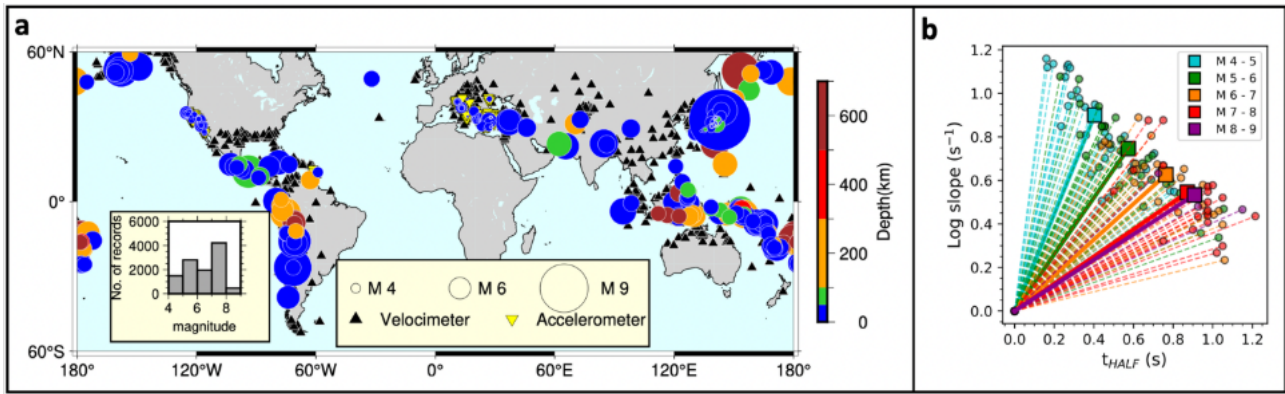 a
60°N
0°
60°S
180°
120°W
60°W
0°
60°E
120°E
180°
No. of records
6000
4000
2000
0
4
6
8
magnitude
M 4
M 6
M 9
Velocimeter
Accelerometer
600
400
200
0
Depth(km)
b
1.2
1.0
0.8
0.6
0.4
0.2
0.0
Log slope (s⁻¹)
M 4 - 5
M 5 - 6
M 6 - 7
M 7 - 8
M 8 - 9
0.0
0.2
0.4
0.6
0.8
1.0
1.2
tHALF (s)